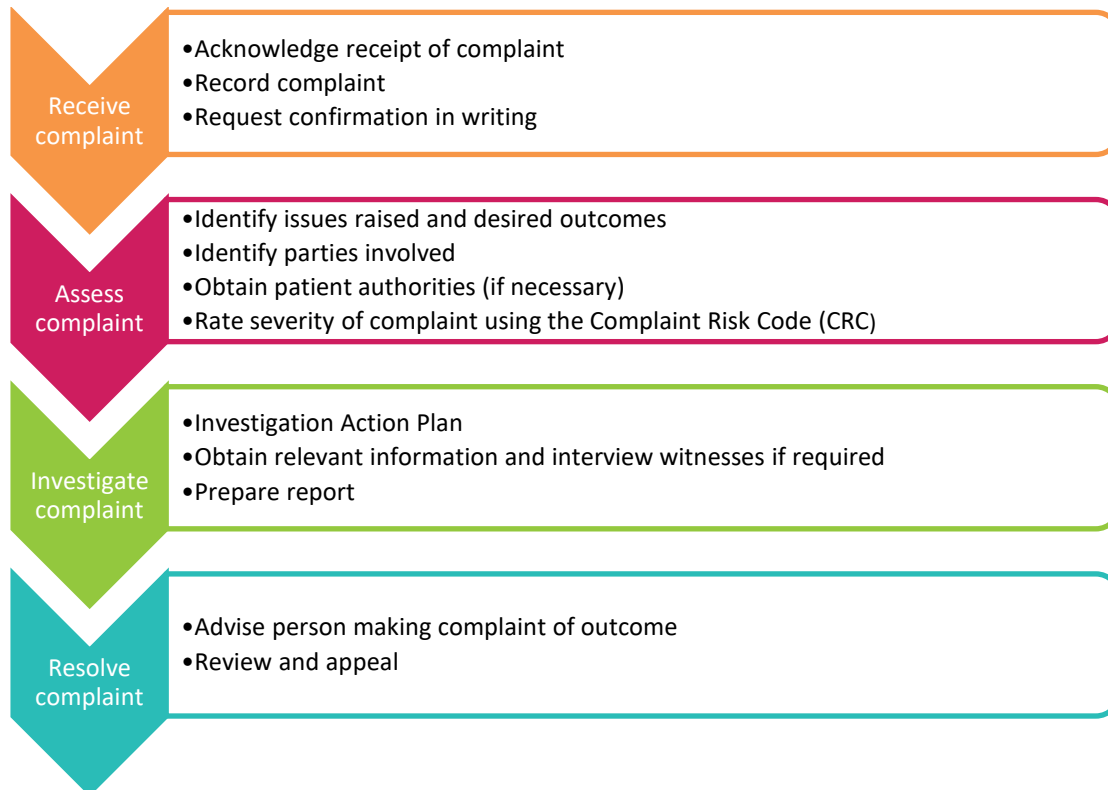 Receive
complaint
•Acknowledge receipt of complaint
•Record complaint
•Request confirmation in writing
Assess
complaint
•Identify issues raised and desired outcomes
•Identify parties involved
•Obtain patient authorities (if necessary)
•Rate severity of complaint using the Complaint Risk Code (CRC)
Investigate
complaint
•Investigation Action Plan
•Obtain relevant information and interview witnesses if required
•Prepare report
Resolve
complaint
•Advise person making complaint of outcome
•Review and appeal